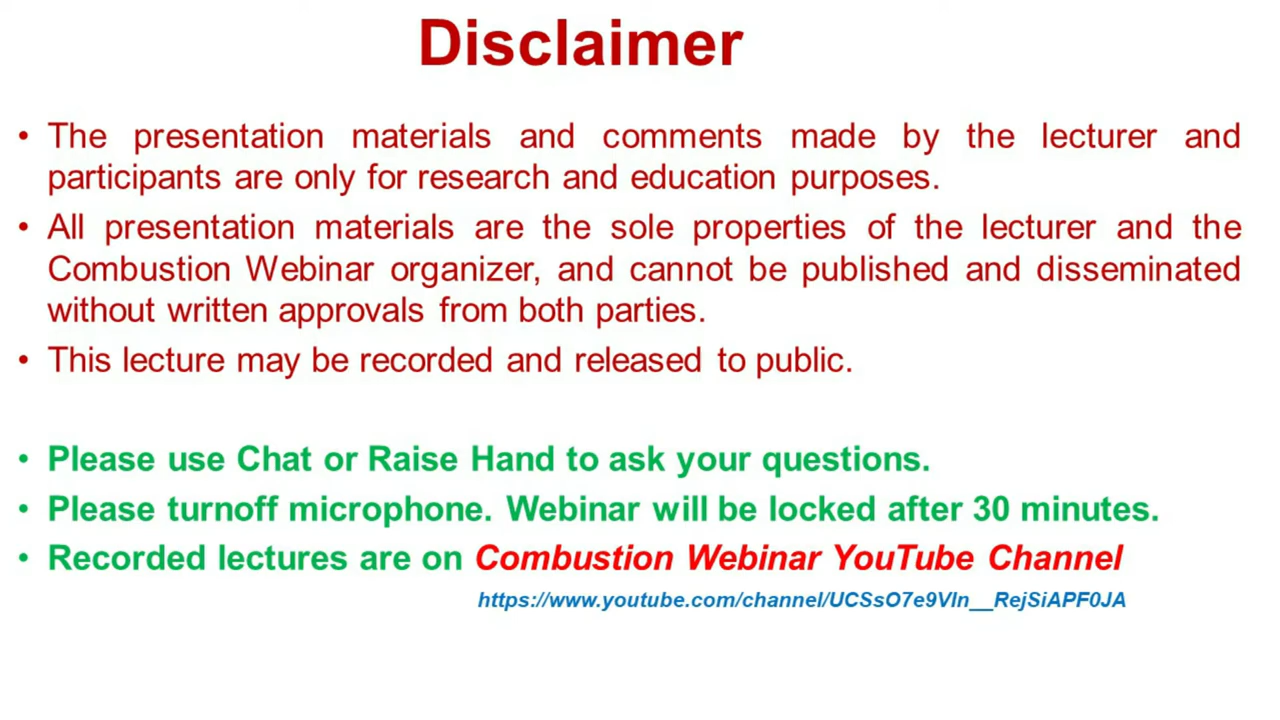 Disclaimer
• The presentation materials and comments made by the lecturer and
participants are only for research and education purposes.
• All presentation materials are the sole properties of the lecturer and the
Combustion Webinar organizer, and cannot be published and disseminated
without written approvals from both parties.
• This lecture may be recorded and released to public.
• Please use Chat or Raise Hand to ask your questions.
• Please turnoff microphone. Webinar will be locked after 30 minutes.
• Recorded lectures are on Combustion Webinar YouTube Channel
https://www.youtube.com/channel/UCSsO7e9VIn__RejSiAPF0JA